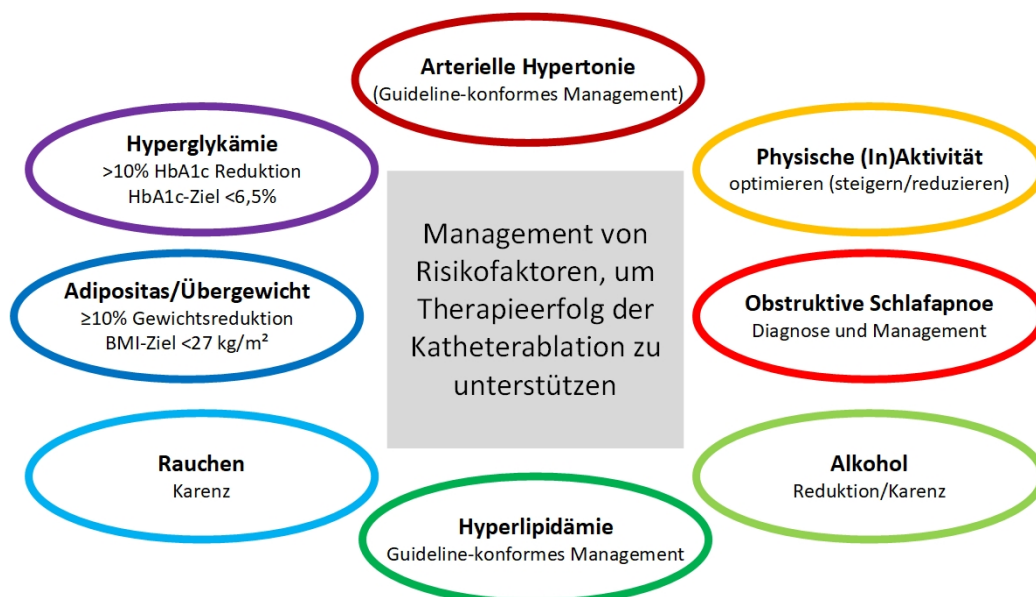 Arterielle Hypertonie
(Guideline-konformes Management)
Hyperglykämie
>10% HbA1c Reduktion
HbA1c-Ziel <6,5%
Physische (In)Aktivität
optimieren (steigern/reduzieren)
Management von
Risikofaktoren, um
Therapieerfolg der
Katheterablation zu
unterstützen
Adipositas/Übergewicht
≥10% Gewichtsreduktion
BMI-Ziel <27 kg/m²
Obstruktive Schlafapnoe
Diagnose und Management
Rauchen
Karenz
Alkohol
Reduktion/Karenz
Hyperlipidämie
Guideline-konformes Management